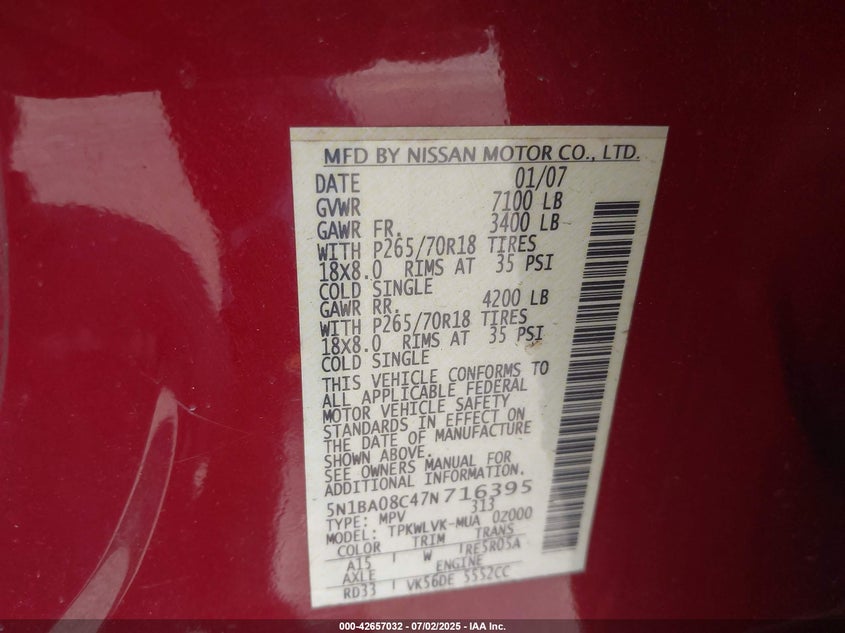 MFD BY NISSAN MOTOR CO., LTD.
DATE 01/07
GVWR 7100 LB
GAWR FR. 3400 LB
WITH P265/70R18 TIRES
18X8.0 RIMS AT 35 PSI
COLD SINGLE
GAWR RR. 4200 LB
WITH P265/70R18 TIRES
18X8.0 RIMS AT 35 PSI
COLD SINGLE
THIS VEHICLE CONFORMS TO
ALL APPLICABLE FEDERAL
MOTOR VEHICLE SAFETY
STANDARDS IN EFFECT ON
THE DATE OF MANUFACTURE
SHOWN ABOVE.
SEE OWNERS MANUAL FOR
ADDITIONAL INFORMATION.
5N1BA08C47N716395
TYPE: MPV 313
MODEL: TPKWLVK-MUA 0Z000
COLOR TRIM TRANS
A15 W RE5R05A
AXLE ENGINE
RD33 VK56DE 5552CC
000-42657032 - 07/02/2025 - IAA Inc.